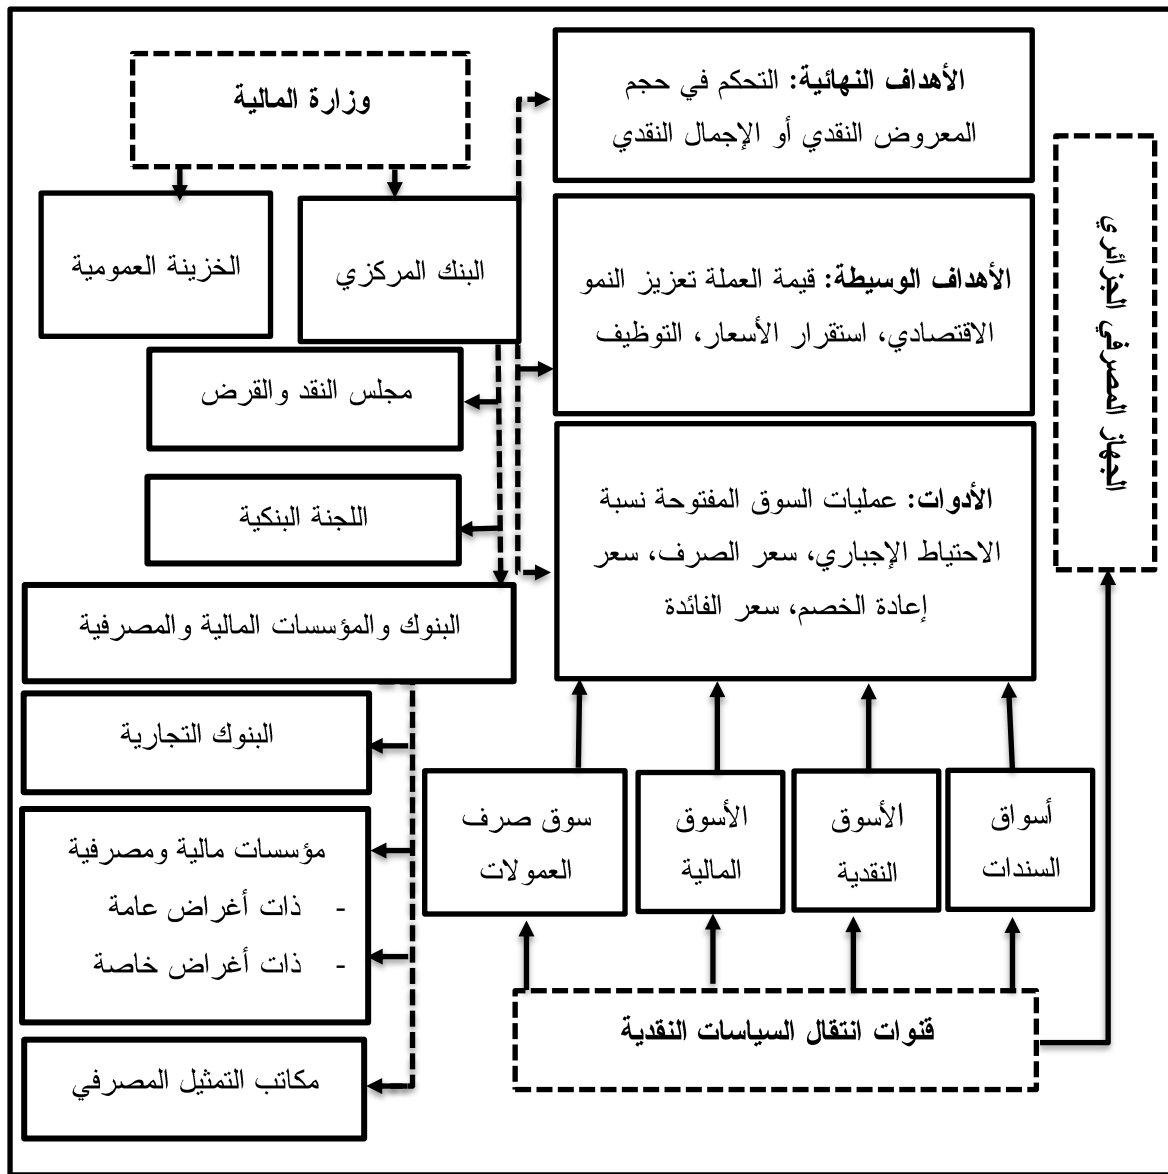 وزارة المالية
الخزينة العمومية
البنك المركزي
مجلس النقد والقرض
اللجنة البنكية
البنوك والمؤسسات المالية والمصرفية
البنوك التجارية
مؤسسات مالية ومصرفية
- ذات أغراض عامة
- ذات أغراض خاصة
مكاتب التمثيل المصرفي
الأهداف النهائية: التحكم في حجم
المعروض النقدي أو الإجمال النقدي
الأهداف الوسيطة: قيمة العملة تعزيز النمو
الاقتصادي، استقرار الأسعار، التوظيف
الأدوات: عمليات السوق المفتوحة نسبة
الاحتياط الإجباري، سعر الصرف، سعر
إعادة الخصم، سعر الفائدة
أسواق
السندات
الأسوق
النقدية
الأسوق
المالية
سوق صرف
العمولات
قنوات انتقال السياسات النقدية
الجهاز المصرفي الجزائري